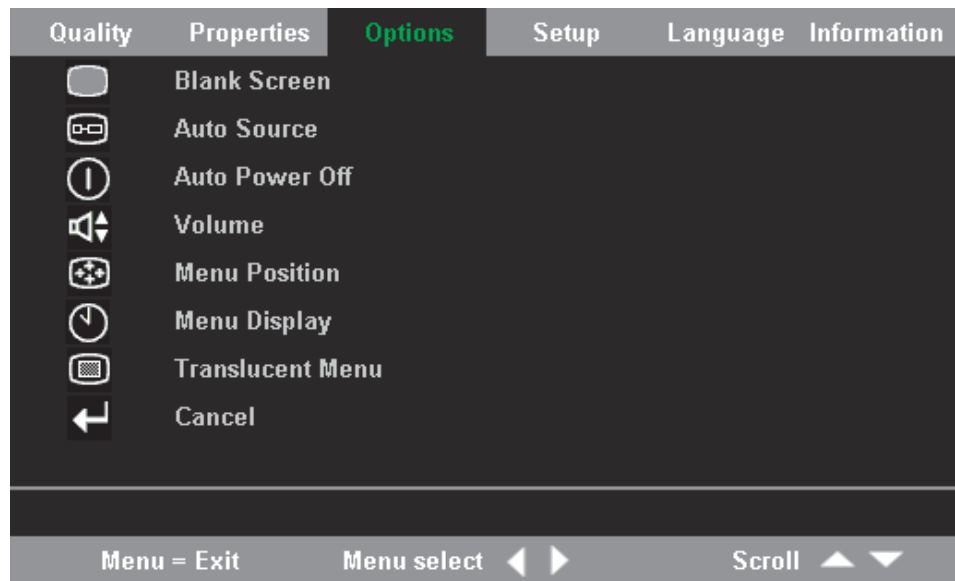 Quality Properties Options Setup Language Information
Blank Screen
Auto Source
Auto Power Off
Volume
Menu Position
Menu Display
Translucent Menu
Cancel
Menu = Exit Menu select Scroll